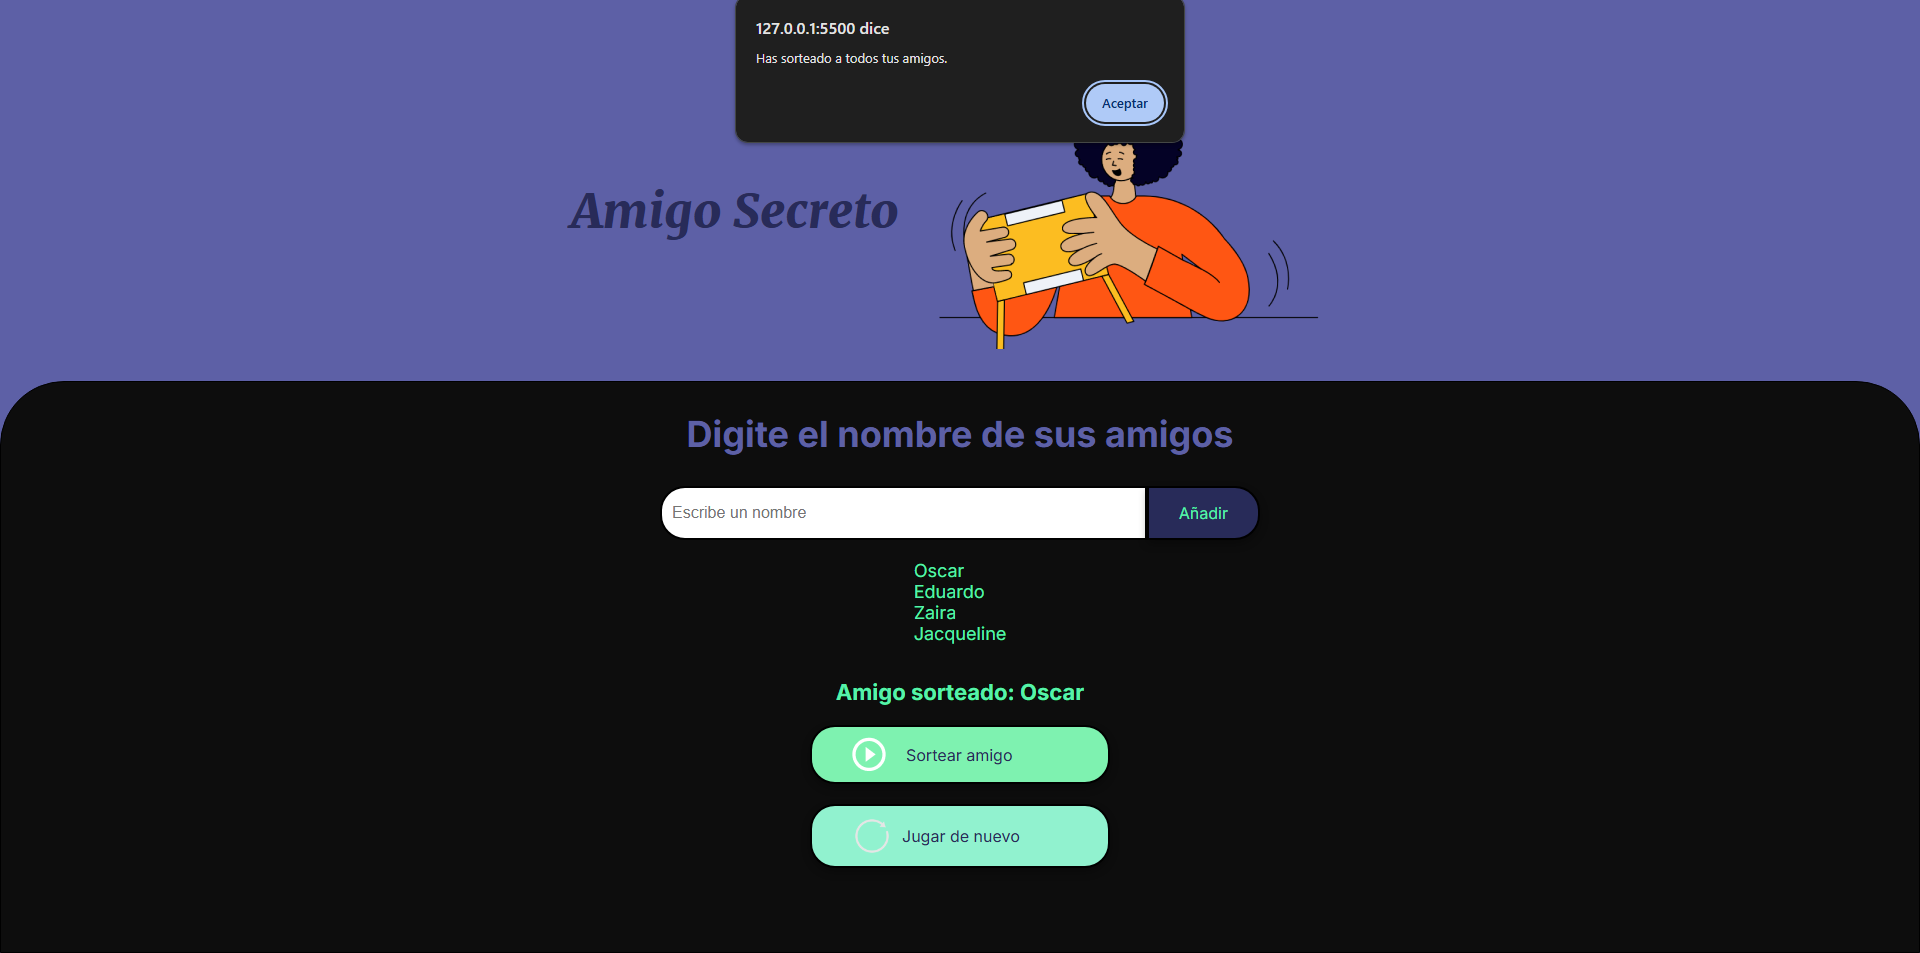 127.0.0.1:5500 dice
Has sorteado a todos tus amigos.
Aceptar
Amigo Secreto
Digite el nombre de sus amigos
Escribe un nombre
Añadir
Oscar
Eduardo
Zaira
Jacqueline
Amigo sorteado: Oscar
Sortear amigo
Jugar de nuevo